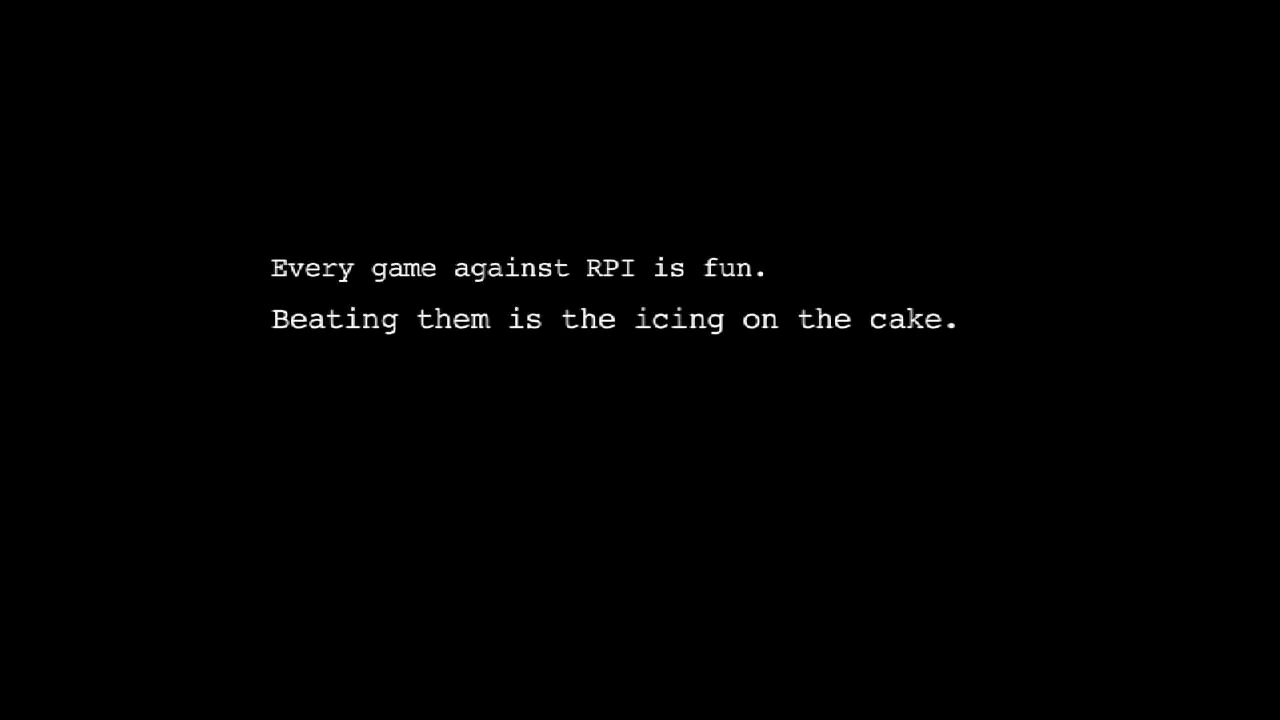 Every game against RPI is fun.
Beating them is the icing on the cake.